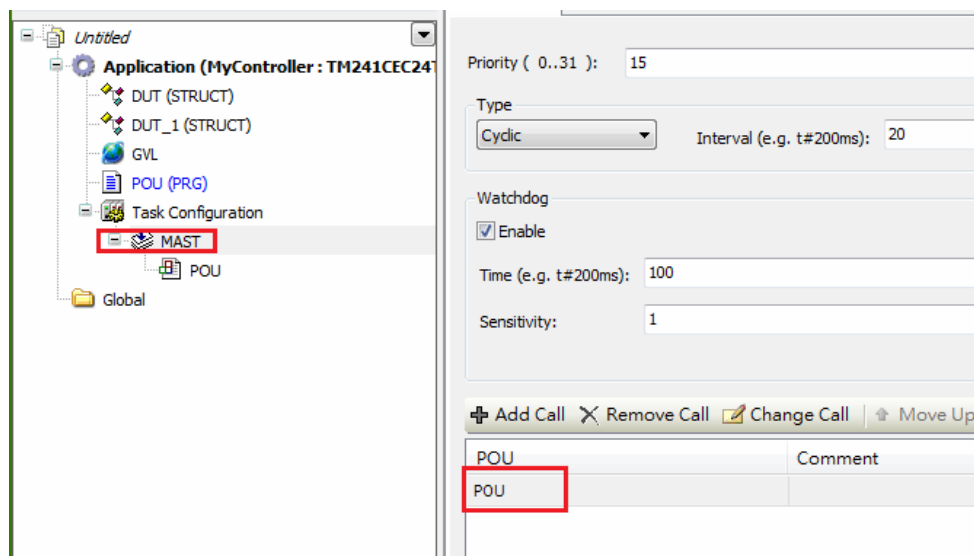 Untitled
Application (MyController : TM241CEC24T
DUT (STRUCT)
DUT_1 (STRUCT)
GVL
POU (PRG)
Task Configuration
MAST
POU
Global
Priority ( 0..31 ): 15
Type
Cyclic Interval (e.g. t#200ms): 20
Watchdog
Enable
Time (e.g. t#200ms): 100
Sensitivity: 1
Add Call Remove Call Change Call Move Up
POU Comment
POU